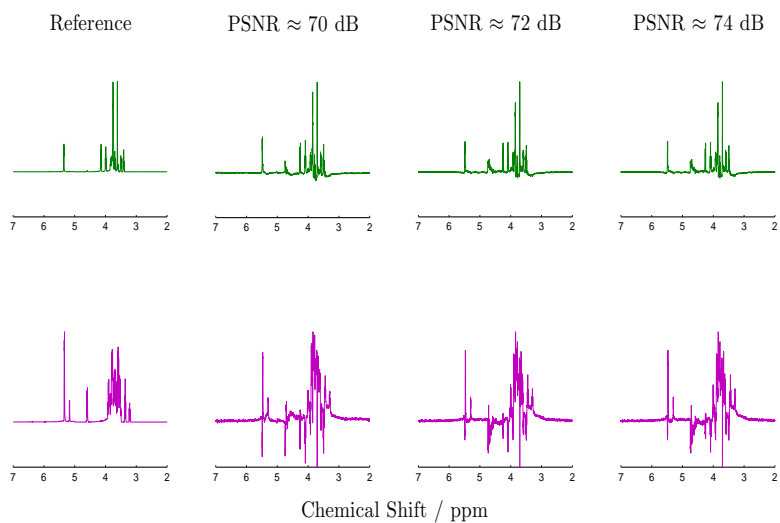 Reference PSNR ≈ 70 dB PSNR ≈ 72 dB PSNR ≈ 74 dB
7 6 5 4 3 2 7 6 5 4 3 2 7 6 5 4 3 2 7 6 5 4 3 2
7 6 5 4 3 2 7 6 5 4 3 2 7 6 5 4 3 2 7 6 5 4 3 2
Chemical Shift / ppm